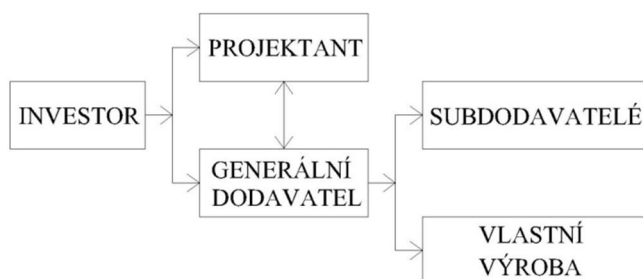 PROJEKTANT
INVESTOR
SUBDODAVATELÉ
GENERÁLNÍ
DODAVATEL
VLASTNÍ
VÝROBA